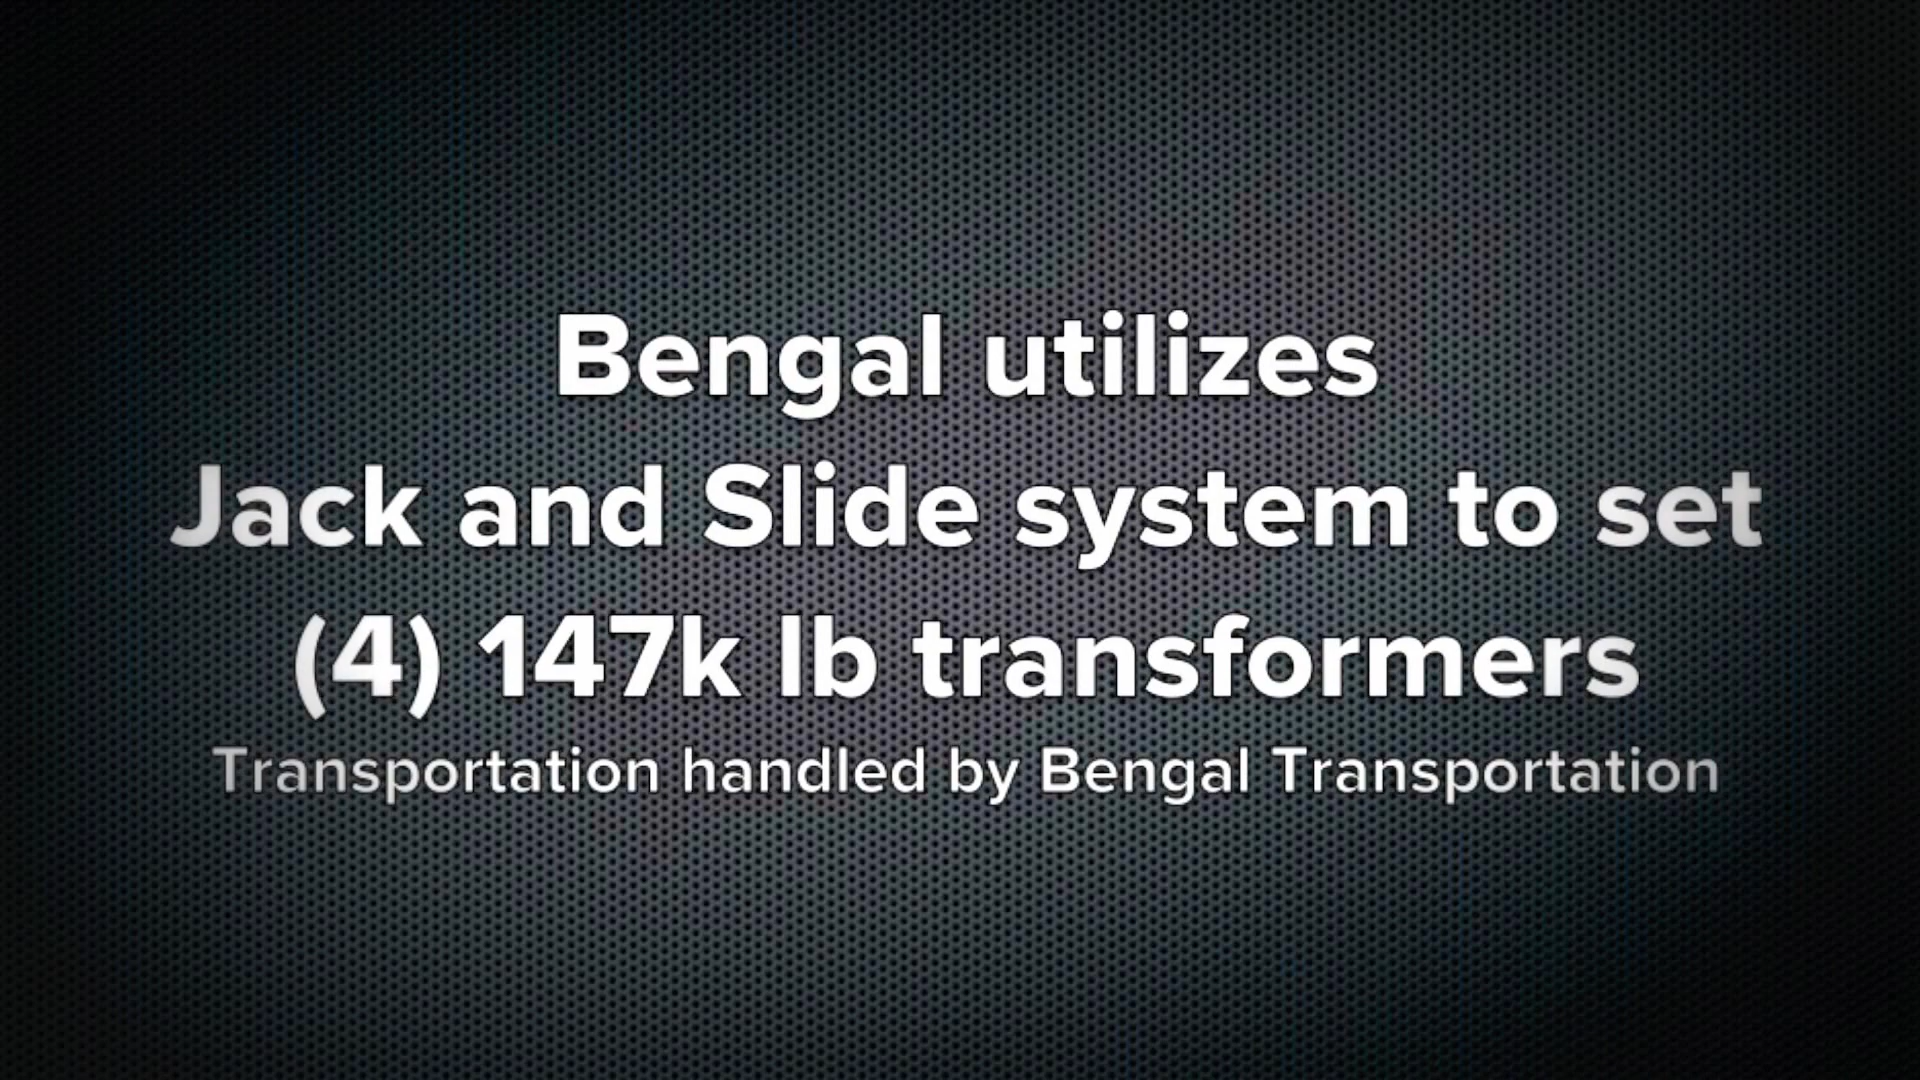 Bengal utilizes
Jack and Slide system to set
(4) 147k lb transformers
Transportation handled by Bengal Transportation